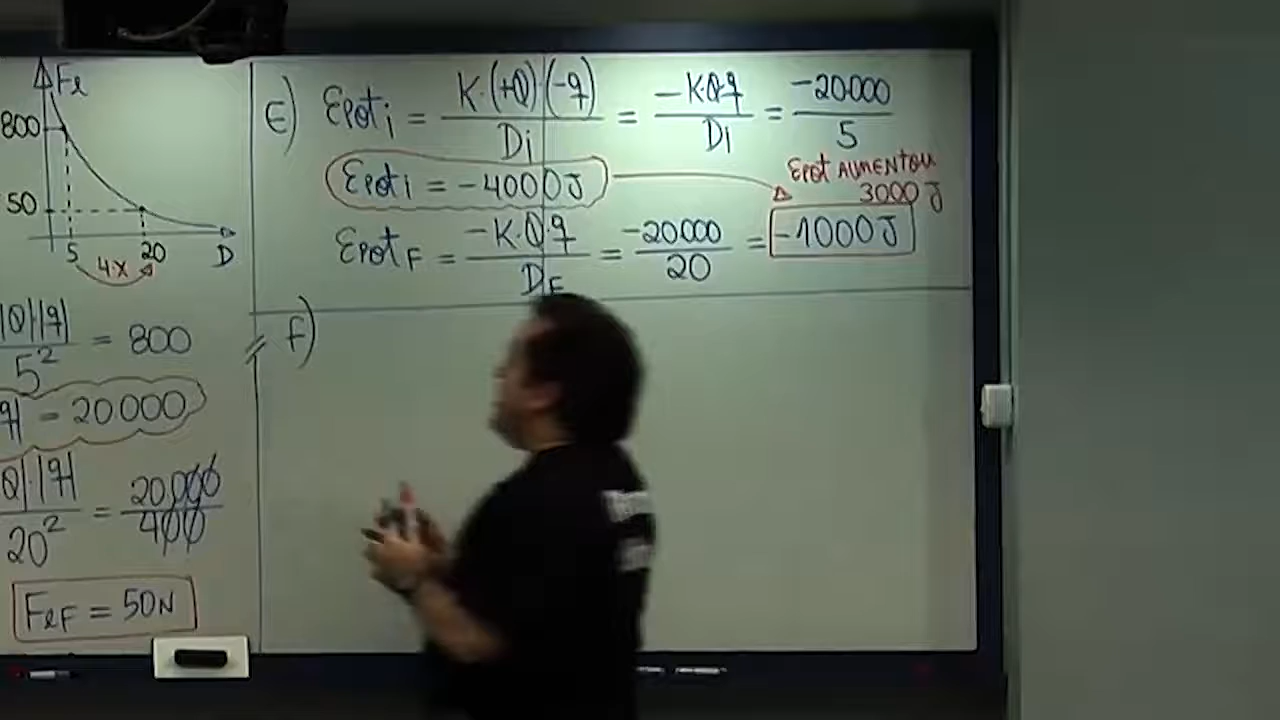 Fe
800
50
5
20
D
4x
|Q|·|q|
5²
= 800
q| = 20000
Q|·|q|
20²
= 20000
400
FeF = 50N
E) Epot i = K·(+Q)·(-q) / Di = -K·Q·q / Di = -20000 / 5
Epot i = -4000J
Epot AUMENTOU
3000 J
Epot F = -K·Q·q / DF = -20000 / 20 = -1000J
F)